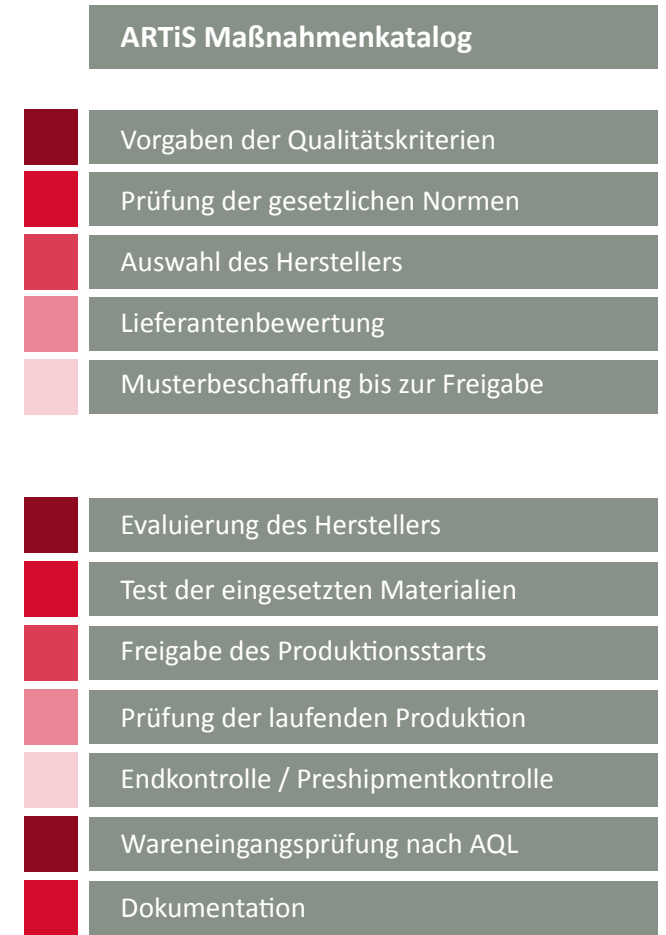 ARTiS Maßnahmenkatalog
Vorgaben der Qualitätskriterien
Prüfung der gesetzlichen Normen
Auswahl des Herstellers
Lieferantenbewertung
Musterbeschaffung bis zur Freigabe
Evaluierung des Herstellers
Test der eingesetzten Materialien
Freigabe des Produktionsstarts
Prüfung der laufenden Produktion
Endkontrolle / Preshipmentkontrolle
Wareneingangsprüfung nach AQL
Dokumentation